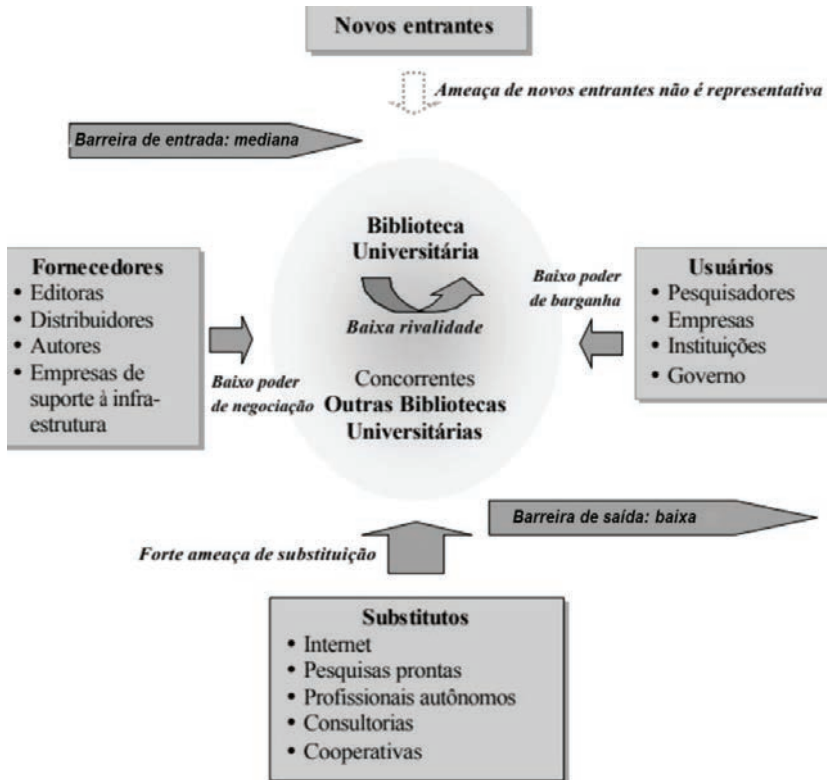 Novos entrantes
Ameaça de novos entrantes não é representativa
Barreira de entrada: mediana
Biblioteca
Universitária
Baixa rivalidade
Concorrentes
Outras Bibliotecas
Universitárias
Fornecedores
• Editoras
• Distribuidores
• Autores
• Empresas de
suporte à infra-
estrutura
Baixo poder
de negociação
Baixo poder
de barganha
Usuários
• Pesquisadores
• Empresas
• Instituições
• Governo
Barreira de saída: baixa
Forte ameaça de substituição
Substitutos
• Internet
• Pesquisas prontas
• Profissionais autônomos
• Consultorias
• Cooperativas